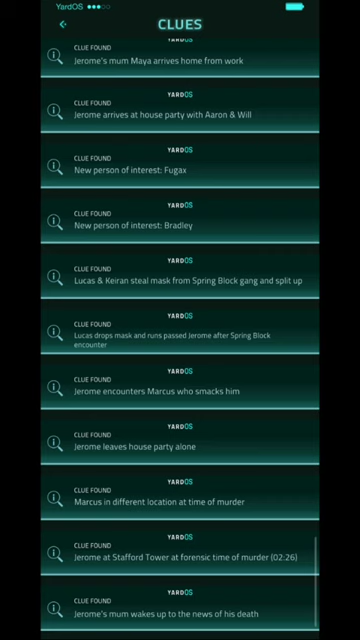 YardOS
CLUES
YARDOS
CLUE FOUND
Jerome's mum Maya arrives home from work
YARDOS
CLUE FOUND
Jerome arrives at house party with Aaron & Will
YARDOS
CLUE FOUND
New person of interest: Fugax
YARDOS
CLUE FOUND
New person of interest: Bradley
YARDOS
CLUE FOUND
Lucas & Keiran steal mask from Spring Block gang and split up
YARDOS
CLUE FOUND
Lucas drops mask and runs passed Jerome after Spring Block
encounter
YARDOS
CLUE FOUND
Jerome encounters Marcus who smacks him
YARDOS
CLUE FOUND
Jerome leaves house party alone
YARDOS
CLUE FOUND
Marcus in different location at time of murder
YARDOS
CLUE FOUND
Jerome at Stafford Tower at forensic time of murder (02:26)
YARDOS
CLUE FOUND
Jerome's mum wakes up to the news of his death